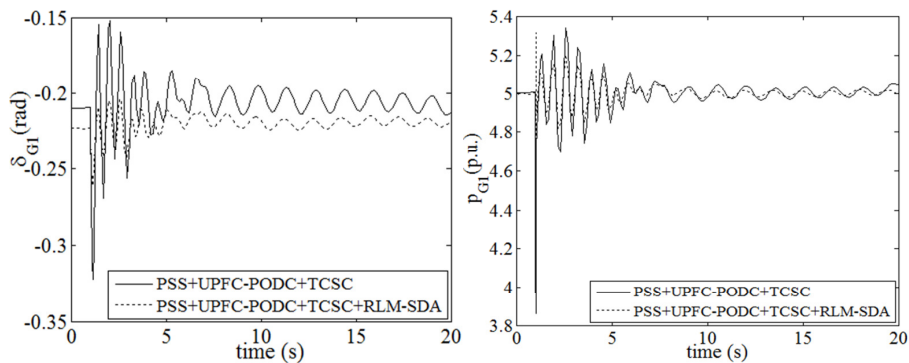 -0.15
-0.2
-0.25
-0.3
-0.35
δG1(rad)
PSS+UPFC-PODC+TCSC
PSS+UPFC-PODC+TCSC+RLM-SDA
0 5 10 15 20
time (s)
5.4
5.2
5
4.8
4.6
4.4
4.2
4
3.8
pG1(p.u.)
PSS+UPFC-PODC+TCSC
PSS+UPFC-PODC+TCSC+RLM-SDA
0 5 10 15 20
time (s)